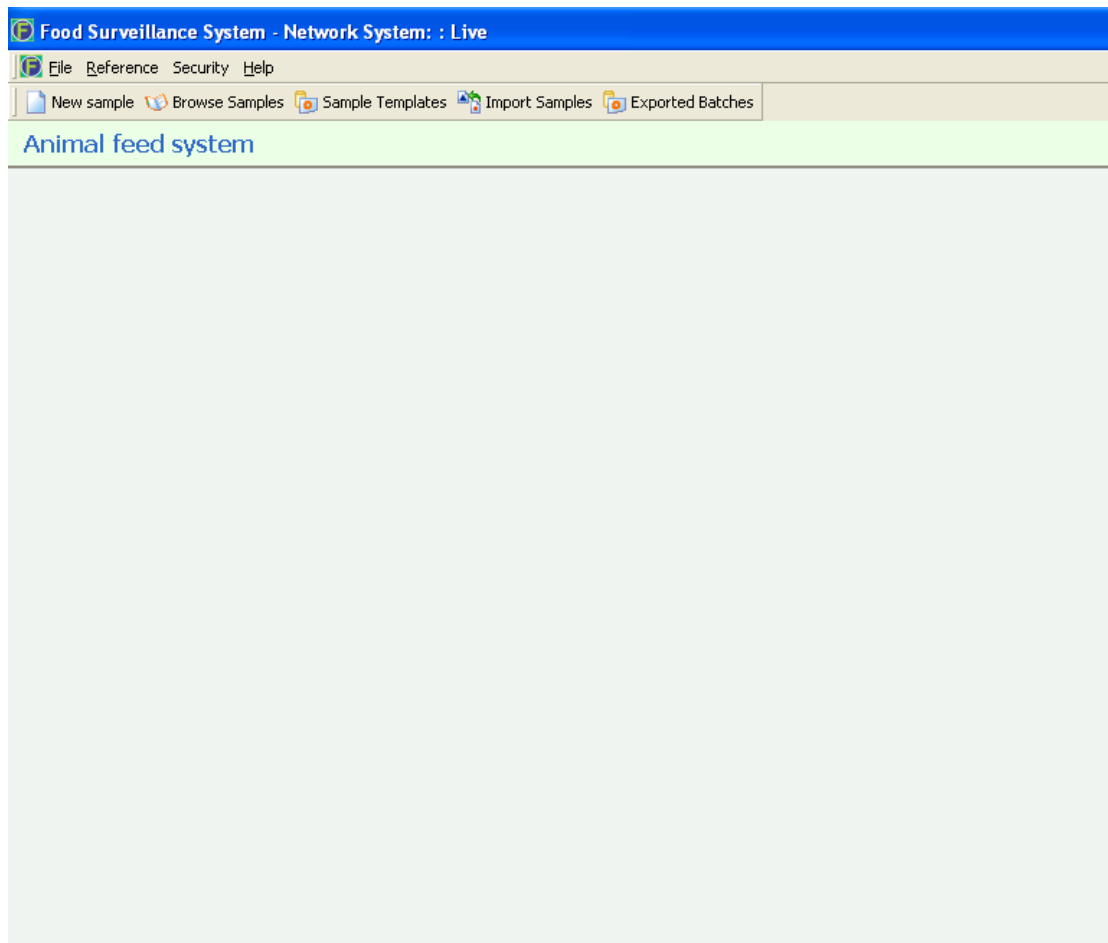 Food Surveillance System - Network System: : Live
File Reference Security Help
New sample Browse Samples Sample Templates Import Samples Exported Batches
Animal feed system